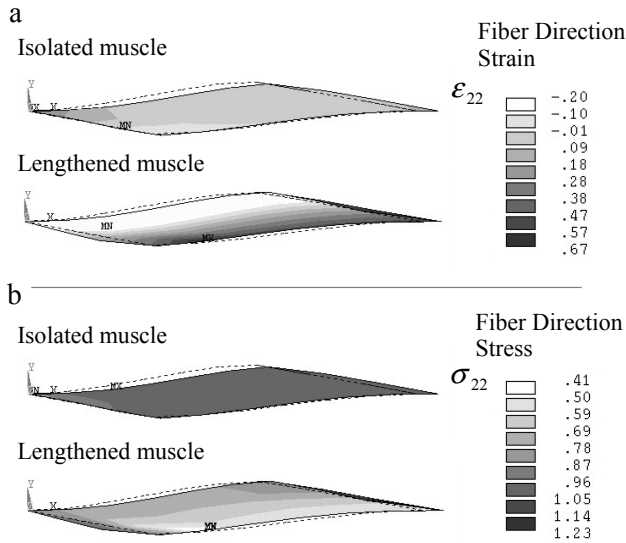 a
Isolated muscle
Y
X X
MN
Lengthened muscle
Y
X
MN
MX
Fiber Direction
Strain
ε22
-.20
-.10
-.01
.09
.18
.28
.38
.47
.57
.67
b
Isolated muscle
Y
X
MX
Lengthened muscle
Y
X
MN
Fiber Direction
Stress
σ22
.41
.50
.59
.69
.78
.87
.96
1.05
1.14
1.23